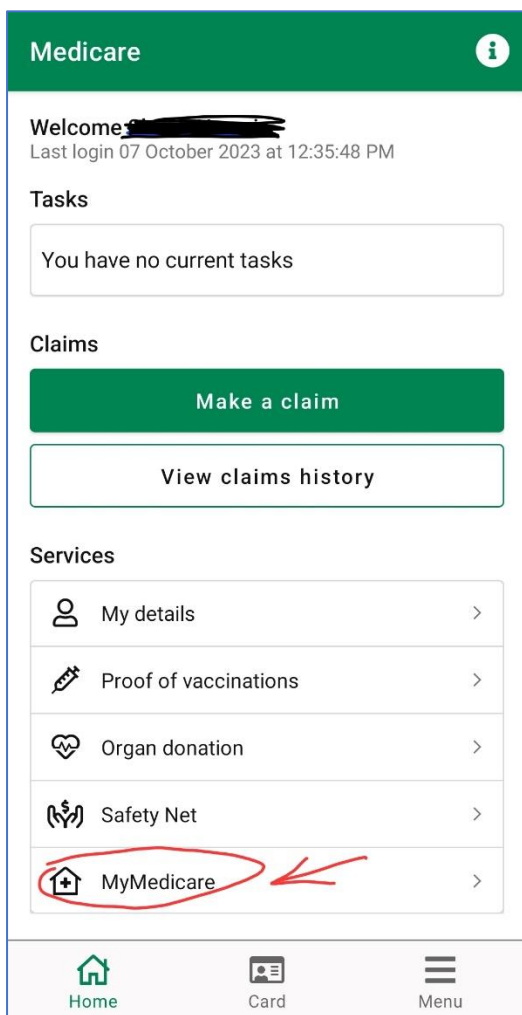 Medicare
Welcome
Last login 07 October 2023 at 12:35:48 PM
Tasks
You have no current tasks
Claims
Make a claim
View claims history
Services
My details
Proof of vaccinations
Organ donation
Safety Net
MyMedicare
Home
Card
Menu